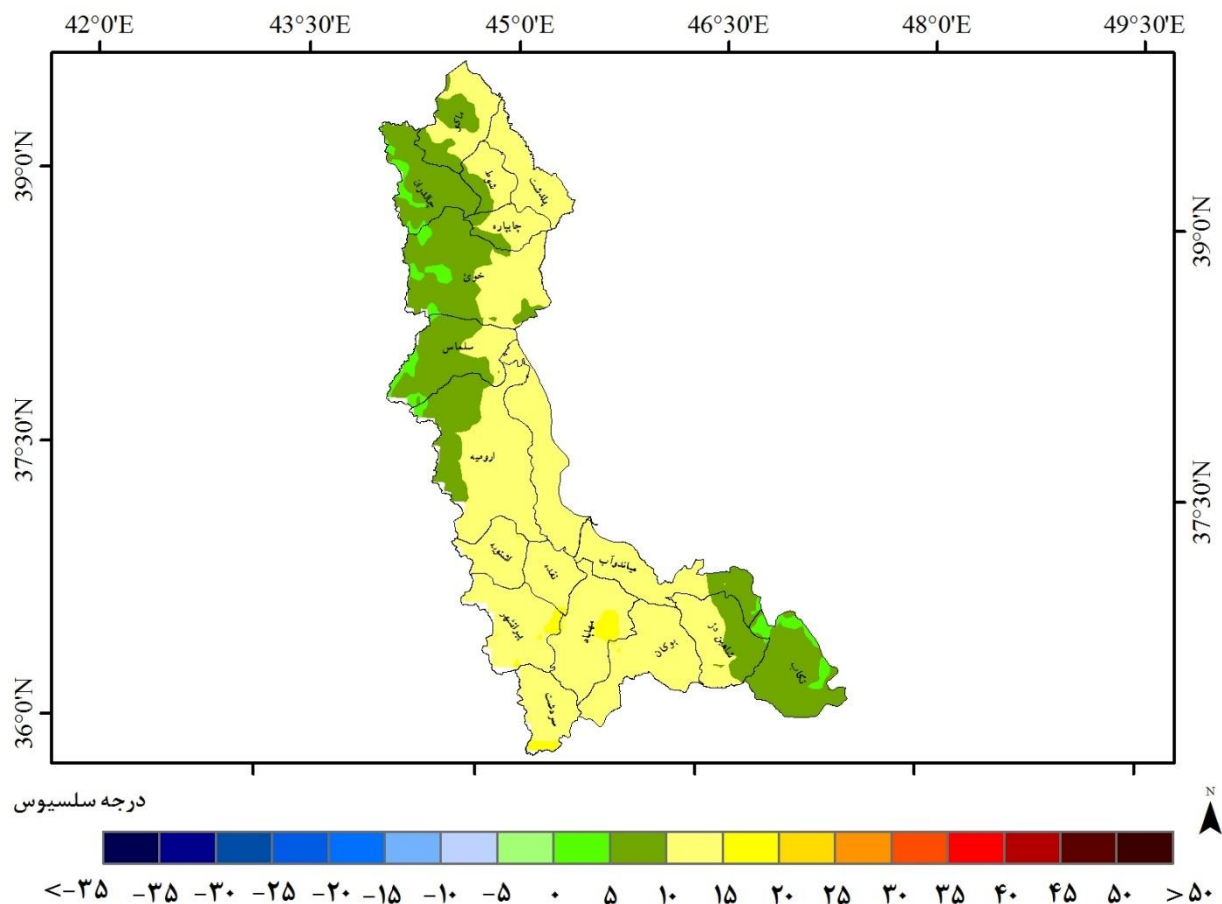 42°0'E 43°30'E 45°0'E 46°30'E 48°0'E 49°30'E
39°0'N
37°30'N
36°0'N
39°0'N
37°30'N
ماکو
شوط
پلدشت
چالدران
چایپاره
خوئ
سلماس
ارومیه
اشنویه
نقده
میاندوآب
پیرانشهر
مهاباد
بوکان
شاهین دژ
تکاب
سردشت
درجه سلسیوس
N
<-۳۵ -۳۵ -۳۰ -۲۵ -۲۰ -۱۵ -۱۰ -۵ ۰ ۵ ۱۰ ۱۵ ۲۰ ۲۵ ۳۰ ۳۵ ۴۰ ۴۵ ۵۰ >۵۰